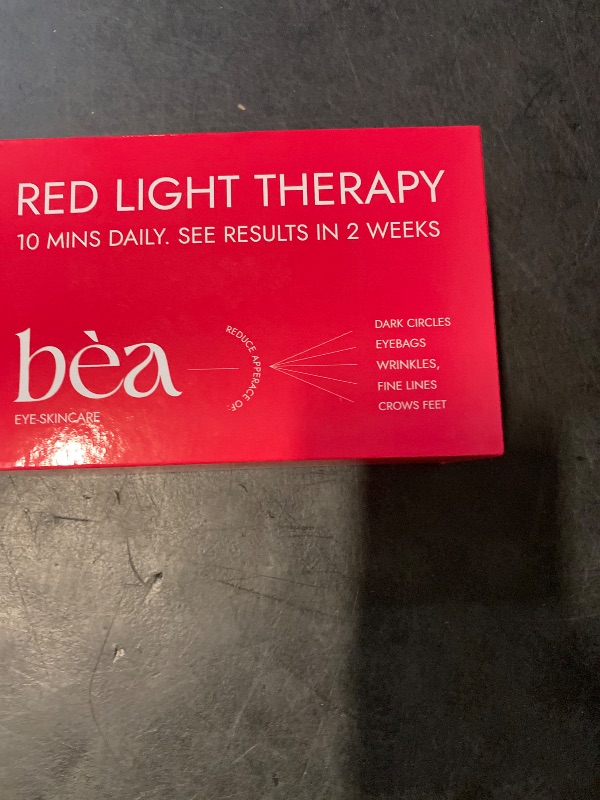 RED LIGHT THERAPY
10 MINS DAILY. SEE RESULTS IN 2 WEEKS
bèa
EYE-SKINCARE
REDUCE APPERACE OF:
DARK CIRCLES
EYEBAGS
WRINKLES,
FINE LINES
CROWS FEET